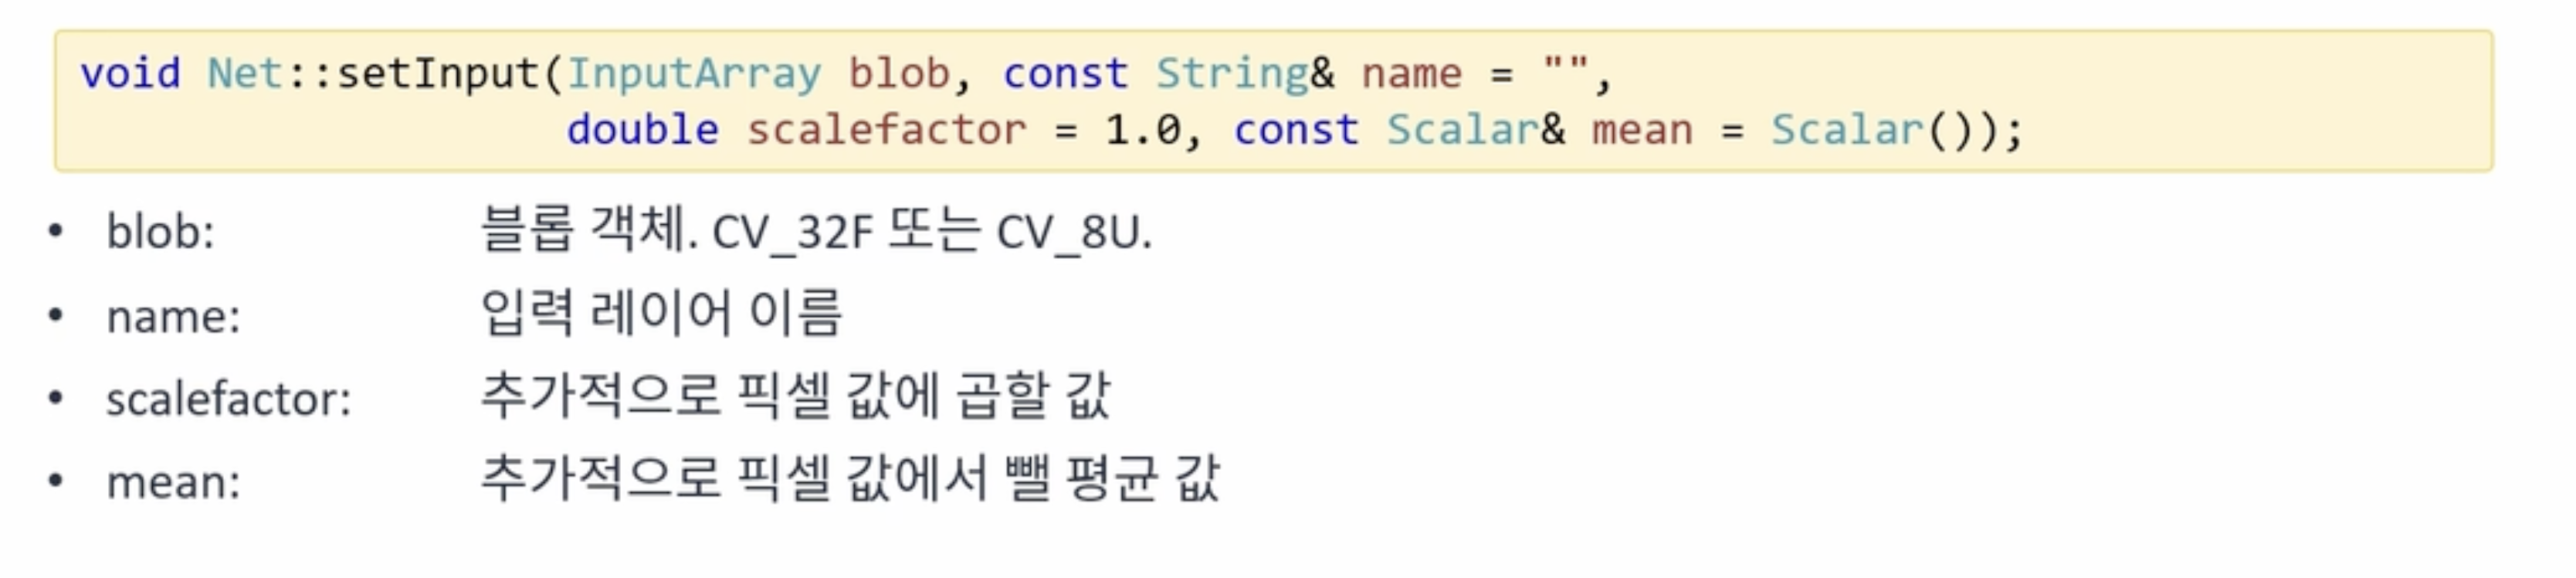 void Net::setInput(InputArray blob, const String& name = "",
double scalefactor = 1.0, const Scalar& mean = Scalar());
• blob: 블롭 객체. CV_32F 또는 CV_8U.
• name: 입력 레이어 이름
• scalefactor: 추가적으로 픽셀 값에 곱할 값
• mean: 추가적으로 픽셀 값에서 뺄 평균 값